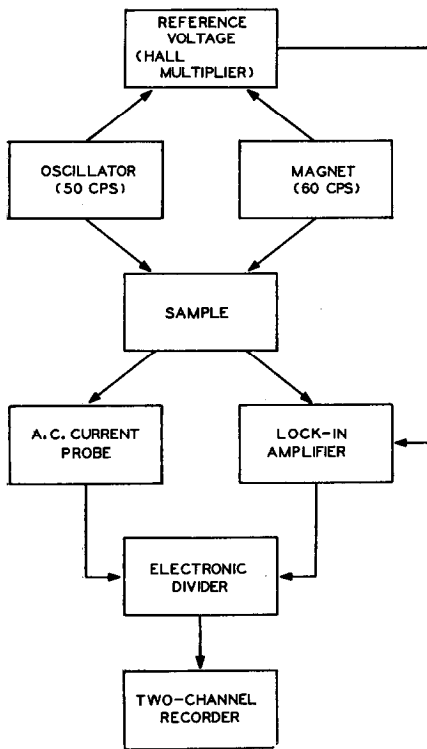 REFERENCE
VOLTAGE
(HALL
MULTIPLIER)
OSCILLATOR
(50 CPS)
MAGNET
(60 CPS)
SAMPLE
A.C. CURRENT
PROBE
LOCK-IN
AMPLIFIER
ELECTRONIC
DIVIDER
TWO-CHANNEL
RECORDER